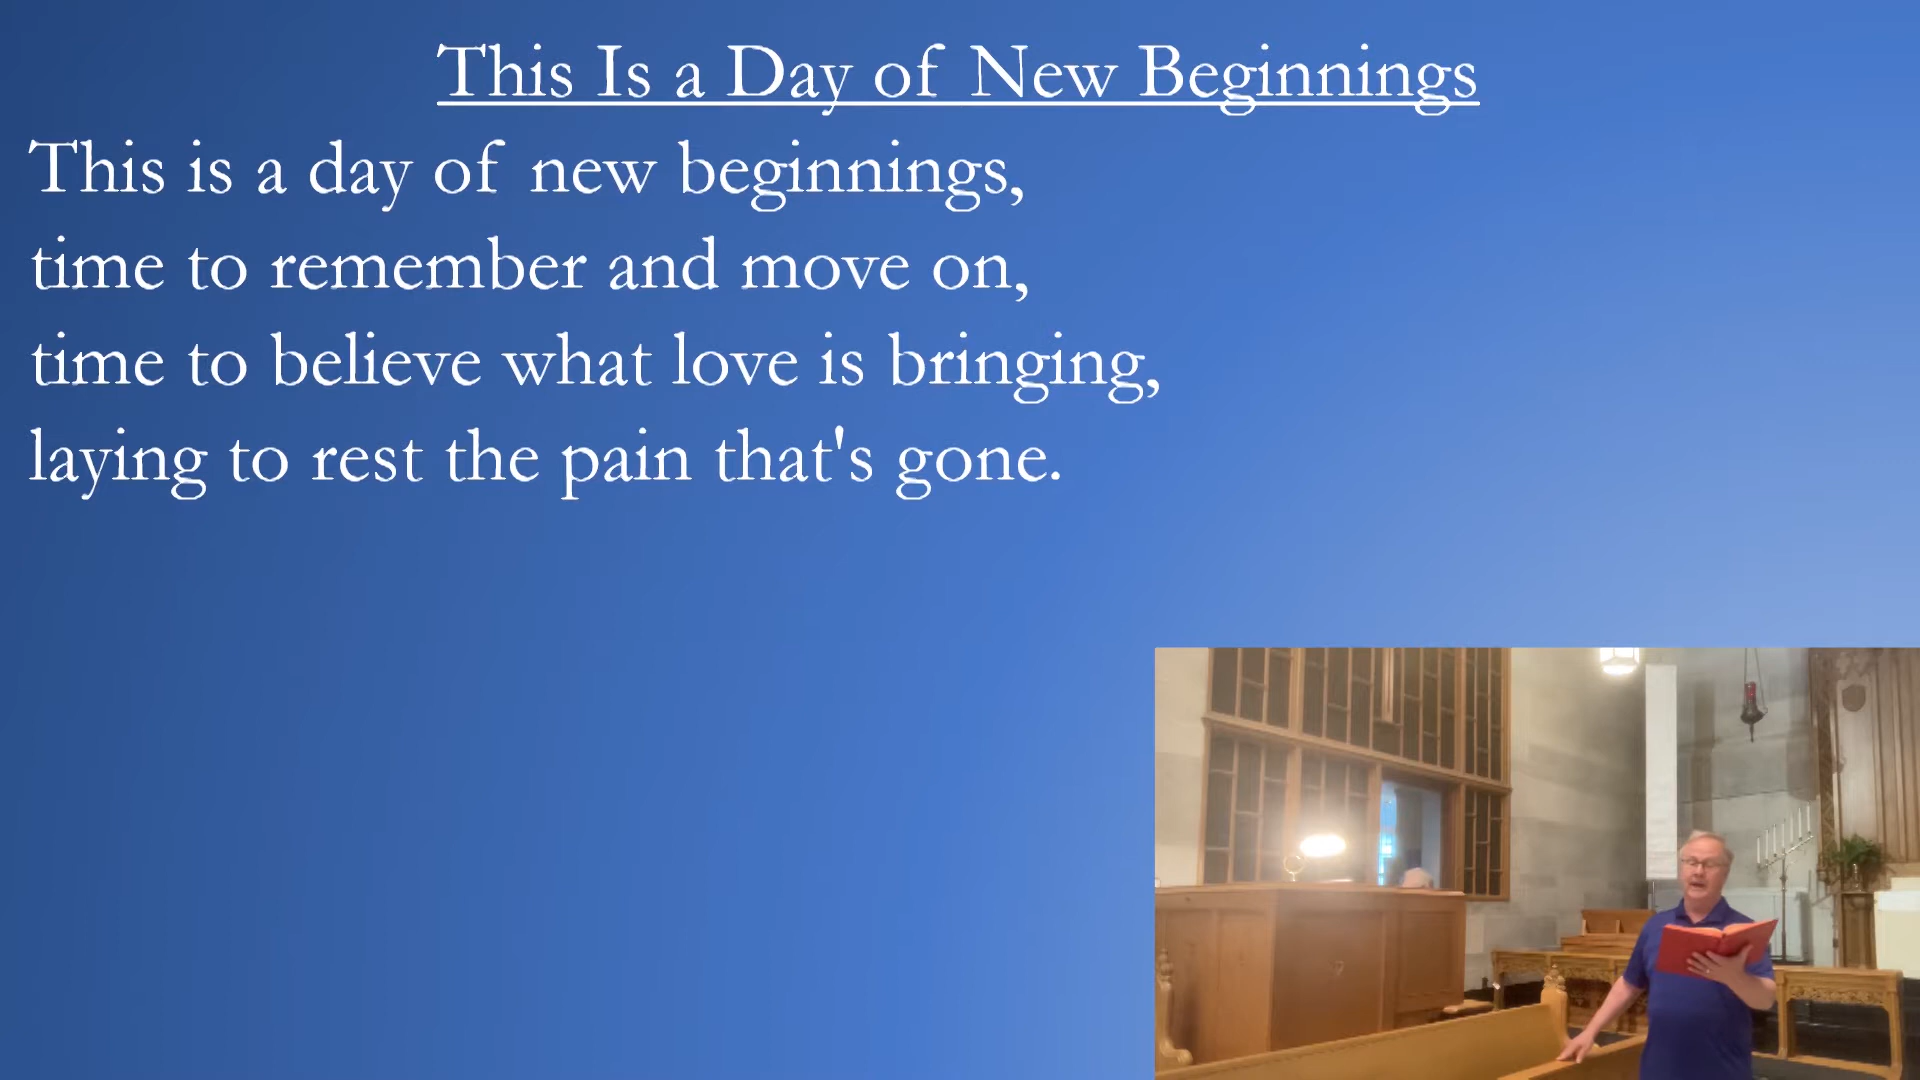 This Is a Day of New Beginnings
This is a day of new beginnings,
time to remember and move on,
time to believe what love is bringing,
laying to rest the pain that's gone.